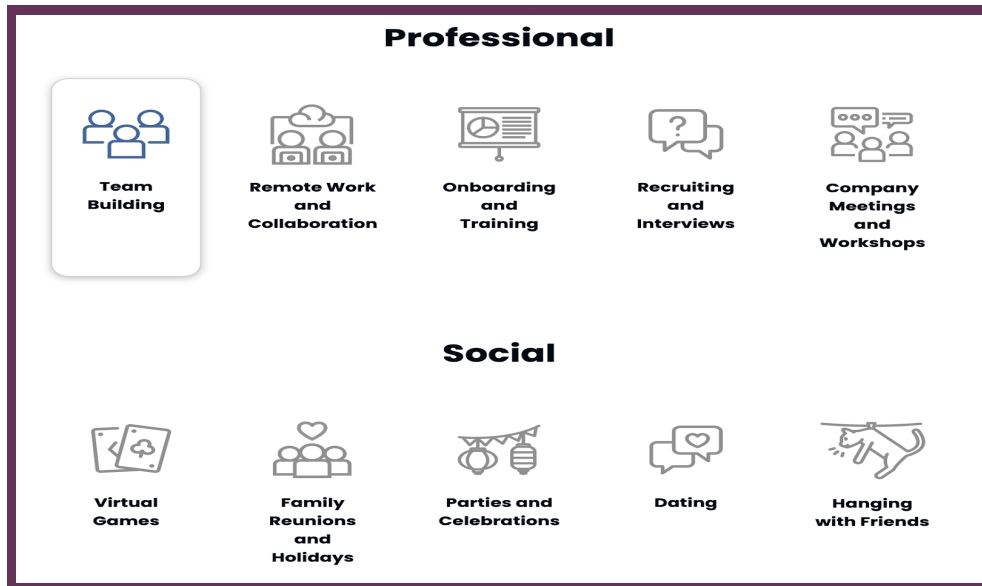 Professional
Team
Building
Remote Work
and
Collaboration
Onboarding
and
Training
Recruiting
and
Interviews
Company
Meetings
and
Workshops
Social
Virtual
Games
Family
Reunions
and
Holidays
Parties and
Celebrations
Dating
Hanging
with Friends